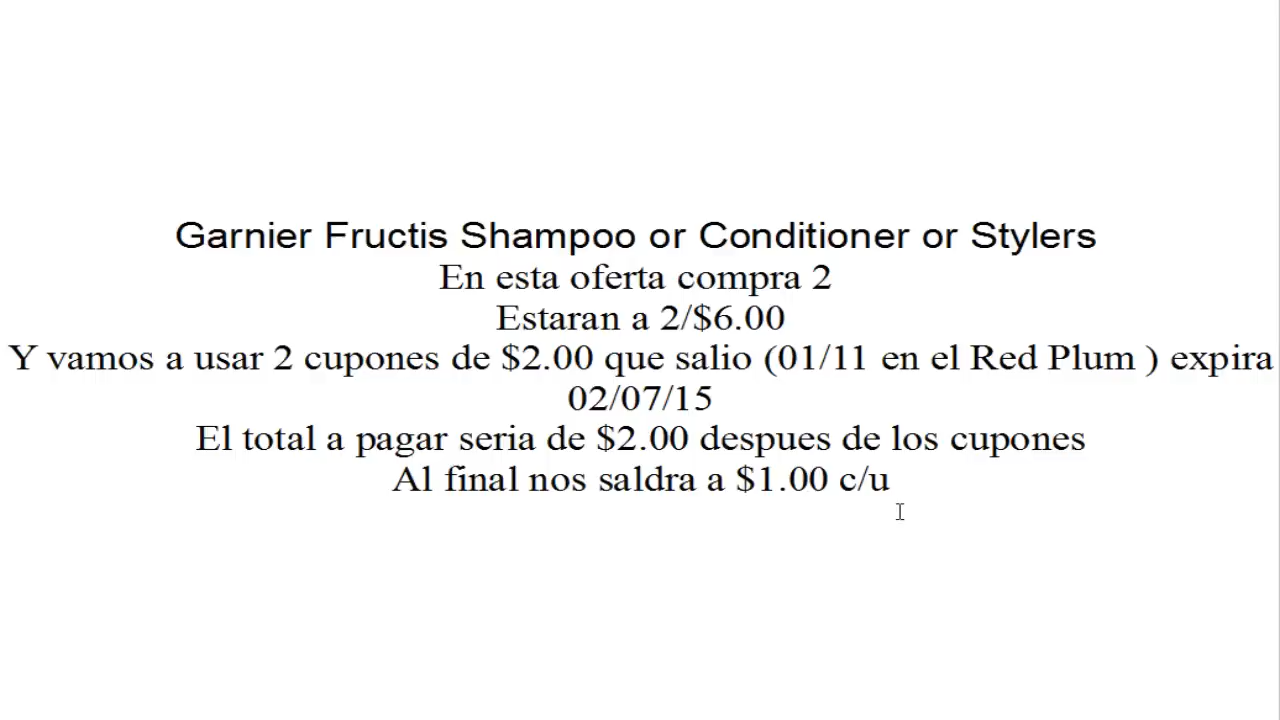 Garnier Fructis Shampoo or Conditioner or Stylers
En esta oferta compra 2
Estaran a 2/$6.00
Y vamos a usar 2 cupones de $2.00 que salio (01/11 en el Red Plum ) expira
02/07/15
El total a pagar seria de $2.00 despues de los cupones
Al final nos saldra a $1.00 c/u